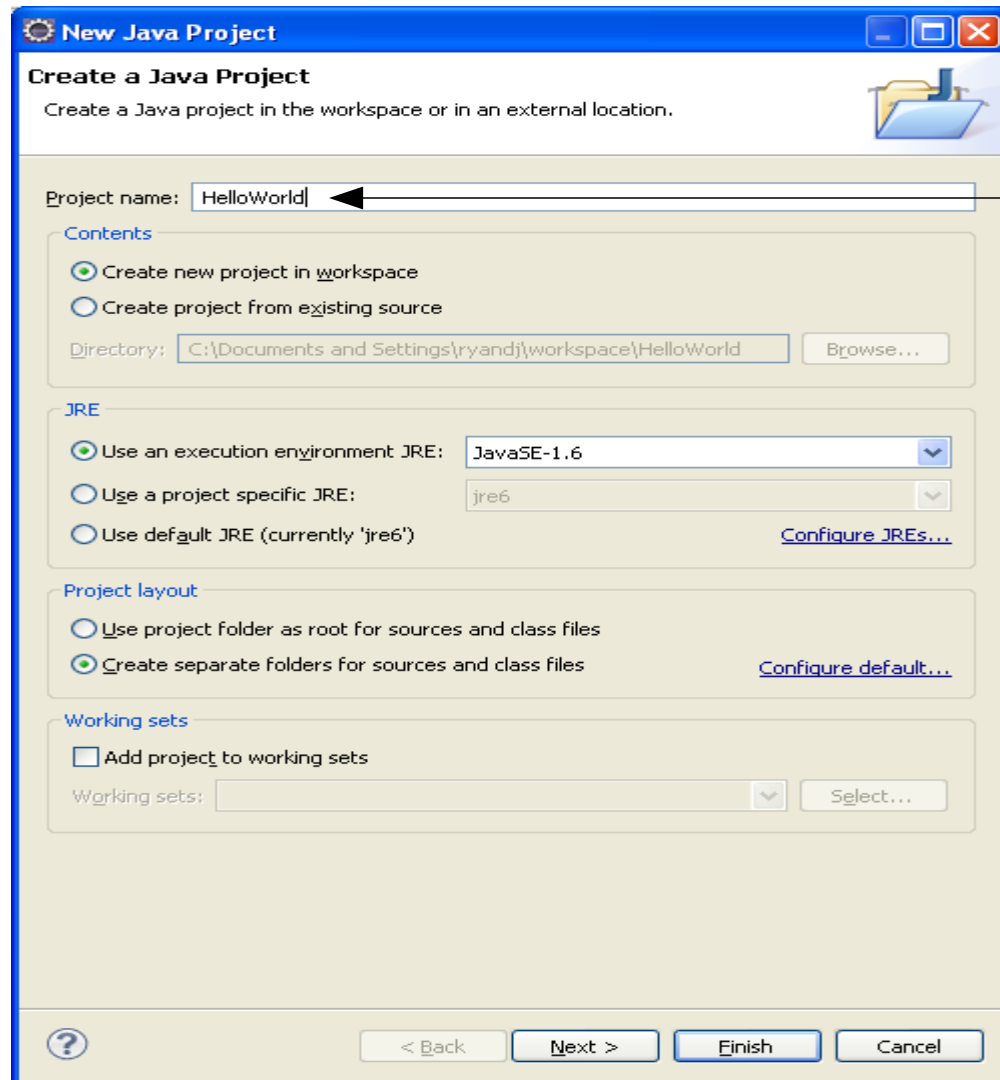 New Java Project
Create a Java Project
Create a Java project in the workspace or in an external location.
Project name: HelloWorld
Contents
Create new project in workspace
Create project from existing source
Directory: C:\Documents and Settings\ryandj\workspace\HelloWorld Browse...
JRE
Use an execution environment JRE: JavaSE-1.6
Use a project specific JRE: jre6
Use default JRE (currently 'jre6') Configure JREs...
Project layout
Use project folder as root for sources and class files
Create separate folders for sources and class files Configure default...
Working sets
Add project to working sets
Working sets: Select...
? < Back Next > Finish Cancel